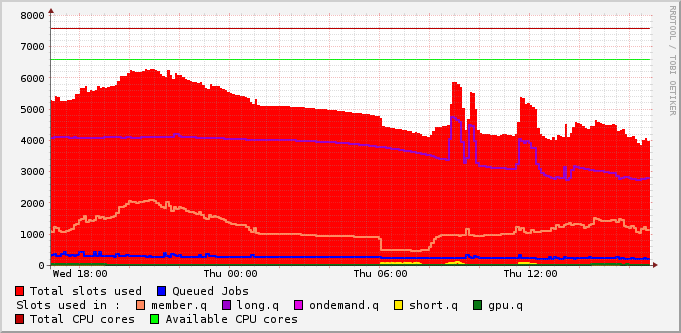 8000
7000
6000
5000
4000
3000
2000
1000
0
Wed 18:00 Thu 00:00 Thu 06:00 Thu 12:00
RRDTOOL / TOBI OETIKER
Total slots used Queued Jobs
Slots used in : member.q long.q ondemand.q short.q gpu.q
Total CPU cores Available CPU cores